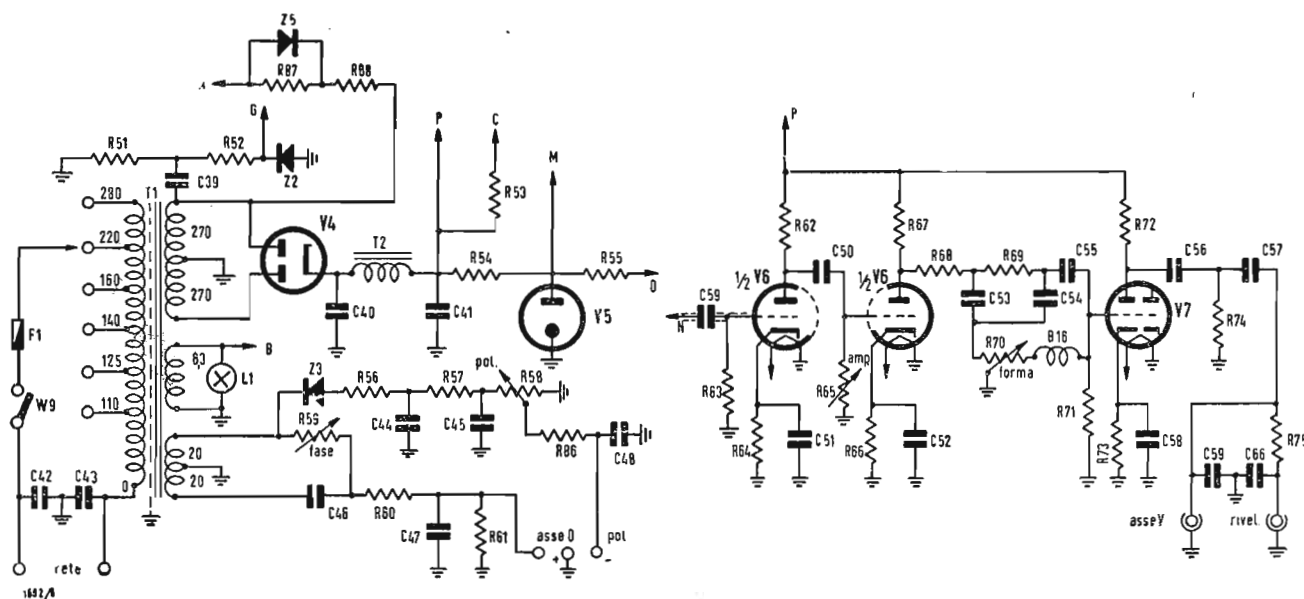 Z5
R87
R88
A
G
P
C
M
P
R51
R52
Z2
C39
R53
280
T1
V4
T2
R54
R55
220
270
160
270
C40
C41
V5
O
F1
140
125
B
6,3
L1
110
W9
Z3
R56
R57
pol.
R58
R56
fase
C44
C45
R86
C48
20
20
C42
C43
0
C46
R60
C47
R61
asse O
+
pol
-
rete
1692/6
R62
R67
R72
C50
R68
R69
C55
C56
C57
½ V6
½ V6
C59
N
C53
C54
V7
R74
R63
amp.
R65
R70
forma
B16
R71
R64
C51
R66
C52
R73
C58
R75
C59
C66
asse V
rivel.